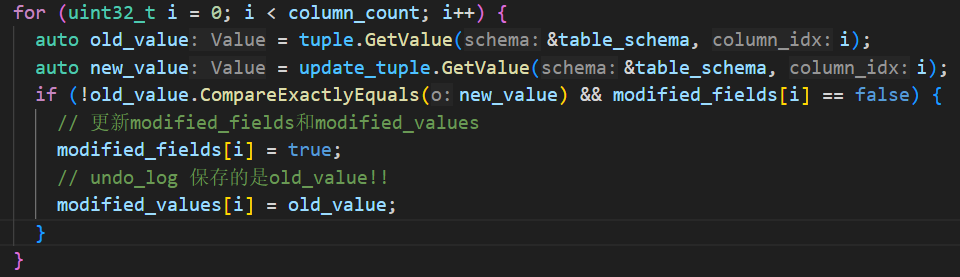 for (uint32_t i = 0; i < column_count; i++) {
auto old_value: Value = tuple.GetValue(schema: &table_schema, column_idx: i);
auto new_value: Value = update_tuple.GetValue(schema: &table_schema, column_idx: i);
if (!old_value.CompareExactlyEquals(o: new_value) && modified_fields[i] == false) {
// 更新modified_fields和modified_values
modified_fields[i] = true;
// undo_log 保存的是old_value!!
modified_values[i] = old_value;
}
}